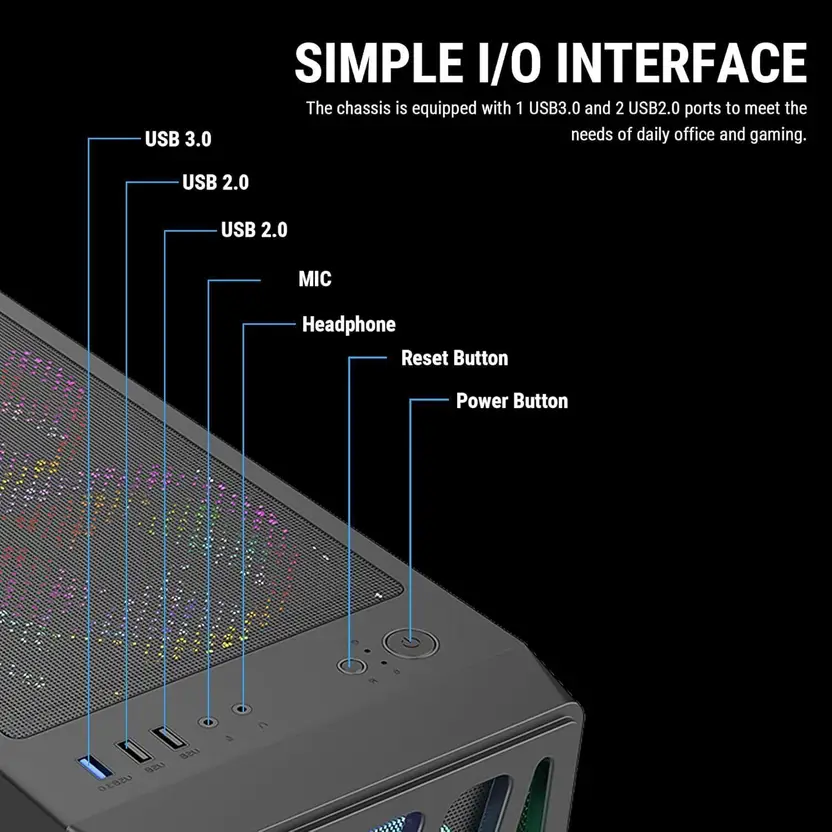 SIMPLE I/O INTERFACE
The chassis is equipped with 1 USB3.0 and 2 USB2.0 ports to meet the
needs of daily office and gaming.
USB 3.0
USB 2.0
USB 2.0
MIC
Headphone
Reset Button
Power Button